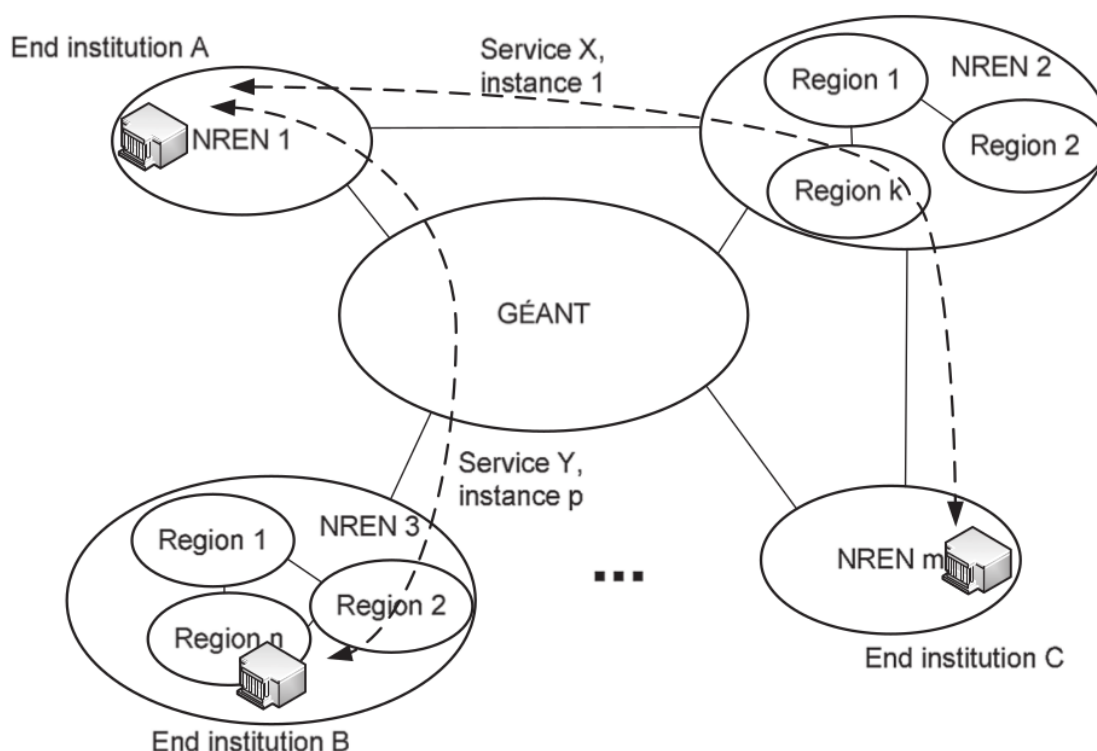 End institution A
Service X,
instance 1
Region 1
NREN 2
NREN 1
Region 2
Region k
GÉANT
Service Y,
instance p
NREN 3
Region 1
Region 2
Region n
...
NREN m
End institution C
End institution B